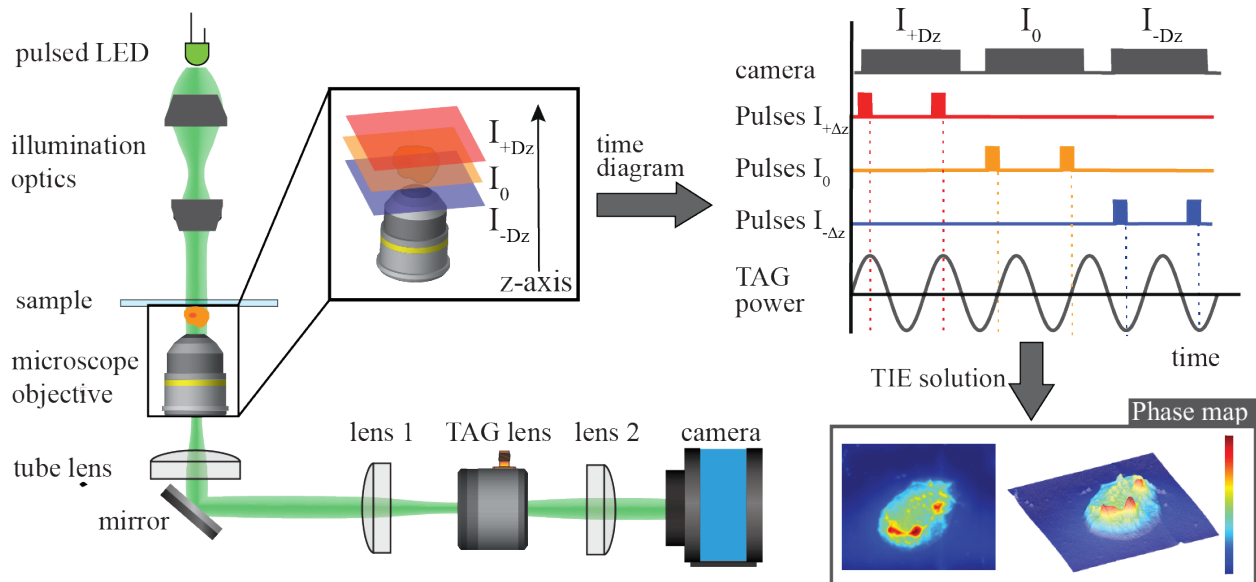 pulsed LED
illumination
optics
sample
microscope
objective
tube lens
mirror
I+Dz
I0
I-Dz
z-axis
time
diagram
lens 1
TAG lens
lens 2
camera
I+Dz
I0
I-Dz
camera
Pulses I+Δz
Pulses I0
Pulses I-Δz
TAG
power
time
TIE solution
Phase map